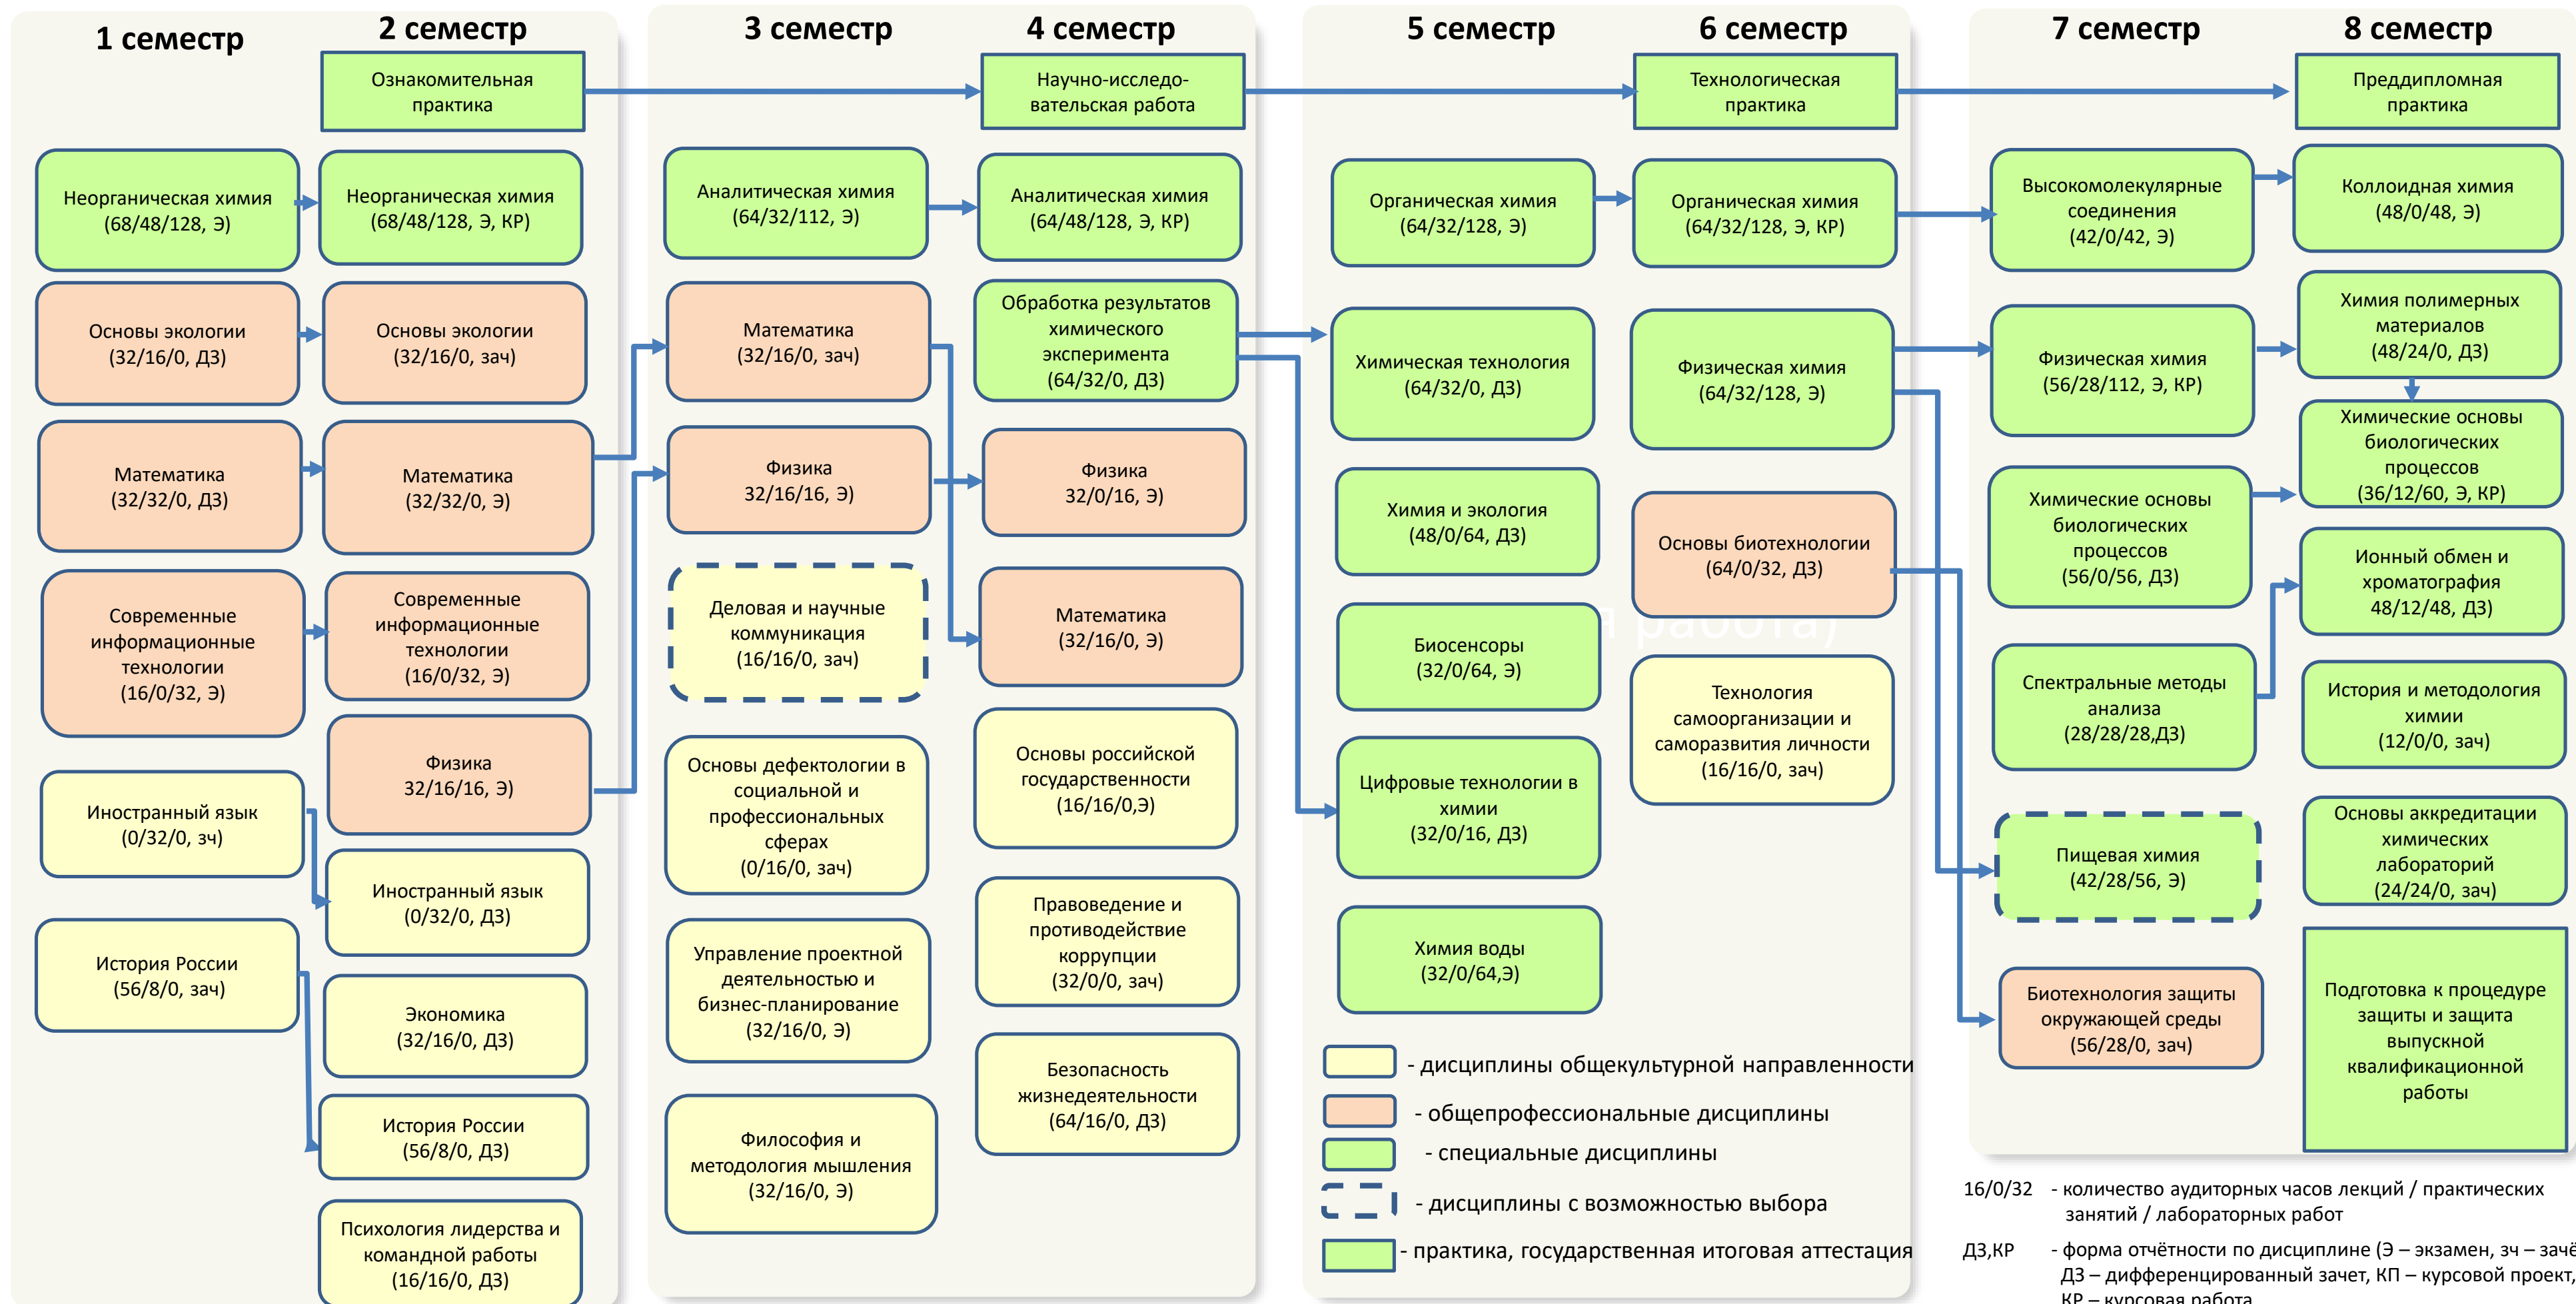 1 семестр
2 семестр
Ознакомительная
практика
Неорганическая химия
(68/48/128, Э)
Неорганическая химия
(68/48/128, Э, КР)
Основы экологии
(32/16/0, ДЗ)
Основы экологии
(32/16/0, зач)
Математика
(32/32/0, ДЗ)
Математика
(32/32/0, Э)
Современные
информационные
технологии
(16/0/32, Э)
Современные
информационные
технологии
(16/0/32, Э)
Физика
32/16/16, Э)
Иностранный язык
(0/32/0, зч)
Иностранный язык
(0/32/0, ДЗ)
История России
(56/8/0, зач)
Экономика
(32/16/0, ДЗ)
История России
(56/8/0, ДЗ)
Психология лидерства и
командной работы
(16/16/0, ДЗ)
3 семестр
4 семестр
Научно-исследо-
вательская работа
Аналитическая химия
(64/32/112, Э)
Аналитическая химия
(64/48/128, Э, КР)
Математика
(32/16/0, зач)
Обработка результатов
химического
эксперимента
(64/32/0, ДЗ)
Физика
32/16/16, Э)
Физика
32/0/16, Э)
Деловая и научные
коммуникация
(16/16/0, зач)
Математика
(32/16/0, Э)
Основы дефектологии в
социальной и
профессиональных
сферах
(0/16/0, зач)
Основы российской
государственности
(16/16/0,Э)
Управление проектной
деятельностью и
бизнес-планирование
(32/16/0, Э)
Правоведение и
противодействие
коррупции
(32/0/0, зач)
Философия и
методология мышления
(32/16/0, Э)
Безопасность
жизнедеятельности
(64/16/0, ДЗ)
5 семестр
6 семестр
Технологическая
практика
Органическая химия
(64/32/128, Э)
Органическая химия
(64/32/128, Э, КР)
Химическая технология
(64/32/0, ДЗ)
Физическая химия
(64/32/128, Э)
Химия и экология
(48/0/64, ДЗ)
Основы биотехнологии
(64/0/32, ДЗ)
я работа)
Биосенсоры
(32/0/64, Э)
Технология
самоорганизации и
саморазвития личности
(16/16/0, зач)
Цифровые технологии в
химии
(32/0/16, ДЗ)
Химия воды
(32/0/64,Э)
- дисциплины общекультурной направленности
- общепрофессиональные дисциплины
- специальные дисциплины
- дисциплины с возможностью выбора
- практика, государственная итоговая аттестация
7 семестр
8 семестр
Преддипломная
практика
Высокомолекулярные
соединения
(42/0/42, Э)
Коллоидная химия
(48/0/48, Э)
Физическая химия
(56/28/112, Э, КР)
Химия полимерных
материалов
(48/24/0, ДЗ)
Химические основы
биологических
процессов
(56/0/56, ДЗ)
Химические основы
биологических
процессов
(36/12/60, Э, КР)
Спектральные методы
анализа
(28/28/28,ДЗ)
Ионный обмен и
хроматография
48/12/48, ДЗ)
История и методология
химии
(12/0/0, зач)
Пищевая химия
(42/28/56, Э)
Основы аккредитации
химических
лабораторий
(24/24/0, зач)
Биотехнология защиты
окружающей среды
(56/28/0, зач)
Подготовка к процедуре
защиты и защита
выпускной
квалификационной
работы
16/0/32 - количество аудиторных часов лекций / практических
занятий / лабораторных работ
ДЗ,КР - форма отчётности по дисциплине (Э – экзамен, зч – зачё
ДЗ – дифференцированный зачет, КП – курсовой проект,
КР – курсовая работа